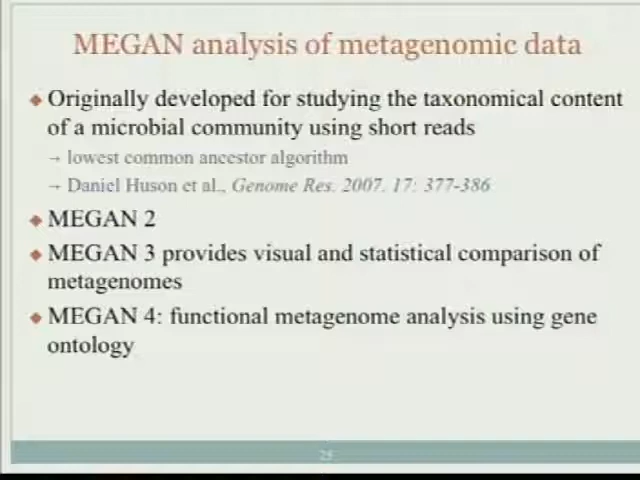 MEGAN analysis of metagenomic data
◆ Originally developed for studying the taxonomical content
of a microbial community using short reads
→ lowest common ancestor algorithm
→ Daniel Huson et al., Genome Res. 2007. 17: 377-386
◆ MEGAN 2
◆ MEGAN 3 provides visual and statistical comparison of
metagenomes
◆ MEGAN 4: functional metagenome analysis using gene
ontology